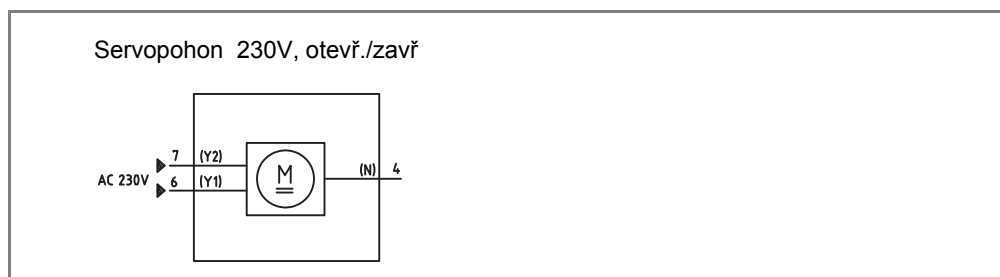 Servopohon 230V, otevř./zavř
7 (Y2)
AC 230V
6 (Y1)
M
(N) 4